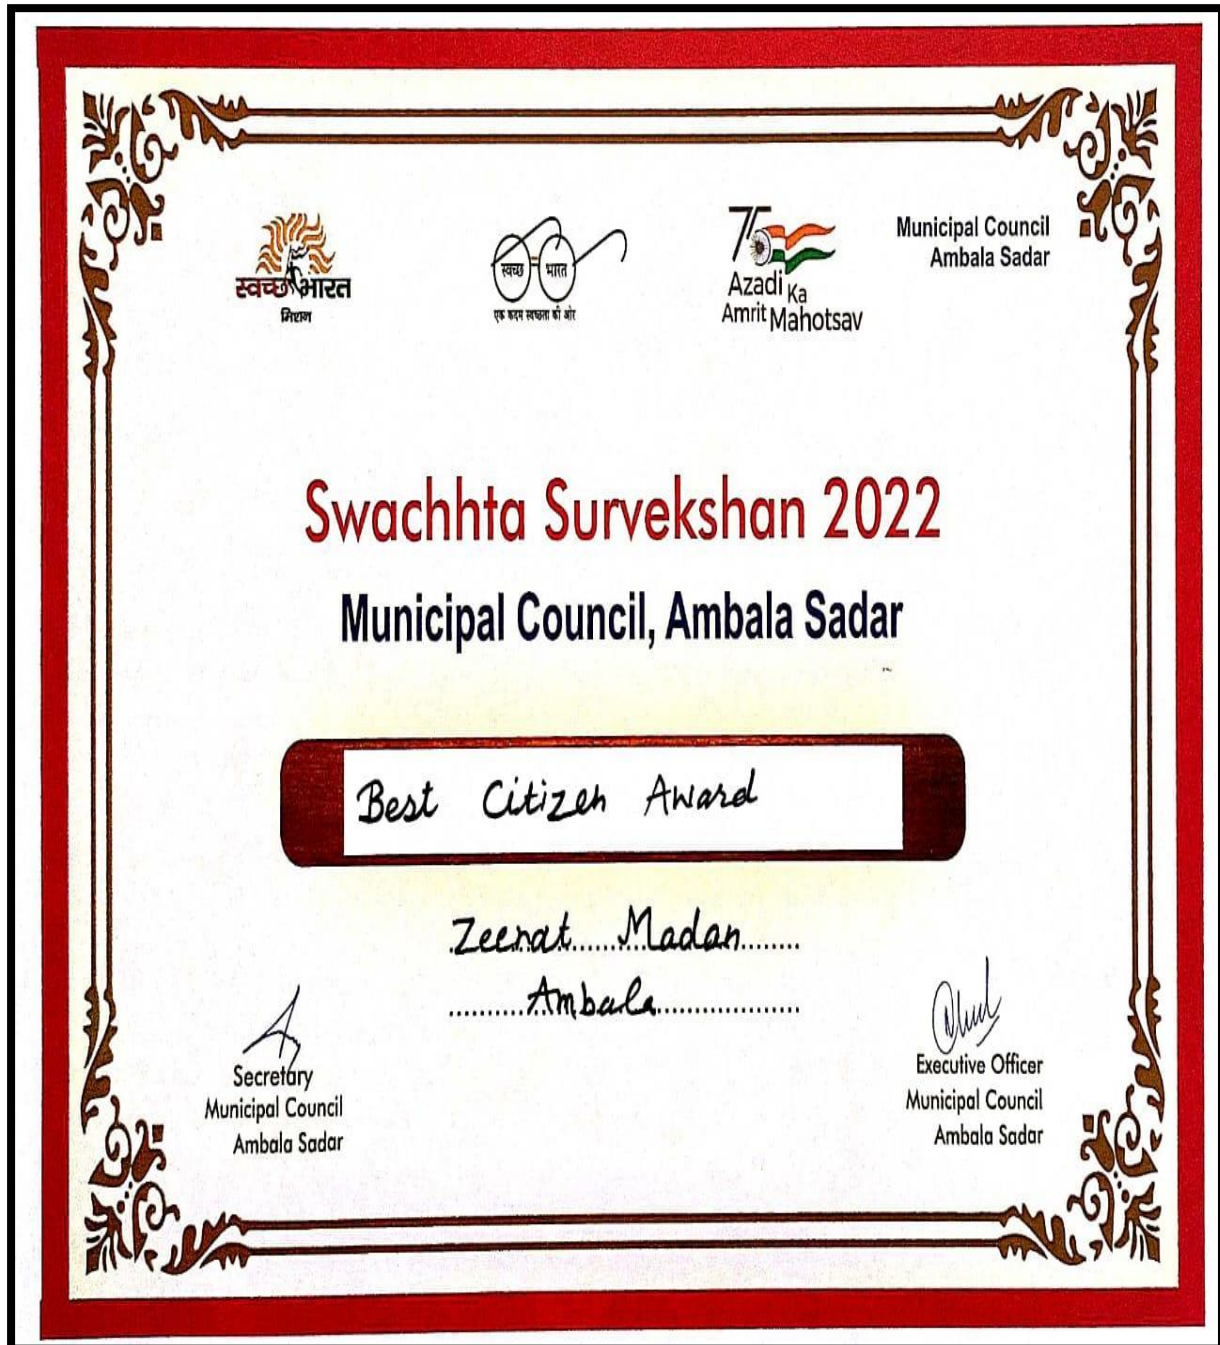 स्वच्छ भारत
मिशन
स्वच्छ भारत
एक कदम स्वच्छता की ओर
75
Azadi Ka
Amrit Mahotsav
Municipal Council
Ambala Sadar
Swachhta Survekshan 2022
Municipal Council, Ambala Sadar
Best Citizen Award
Zeenat Madan
Ambala
Secretary
Municipal Council
Ambala Sadar
Executive Officer
Municipal Council
Ambala Sadar